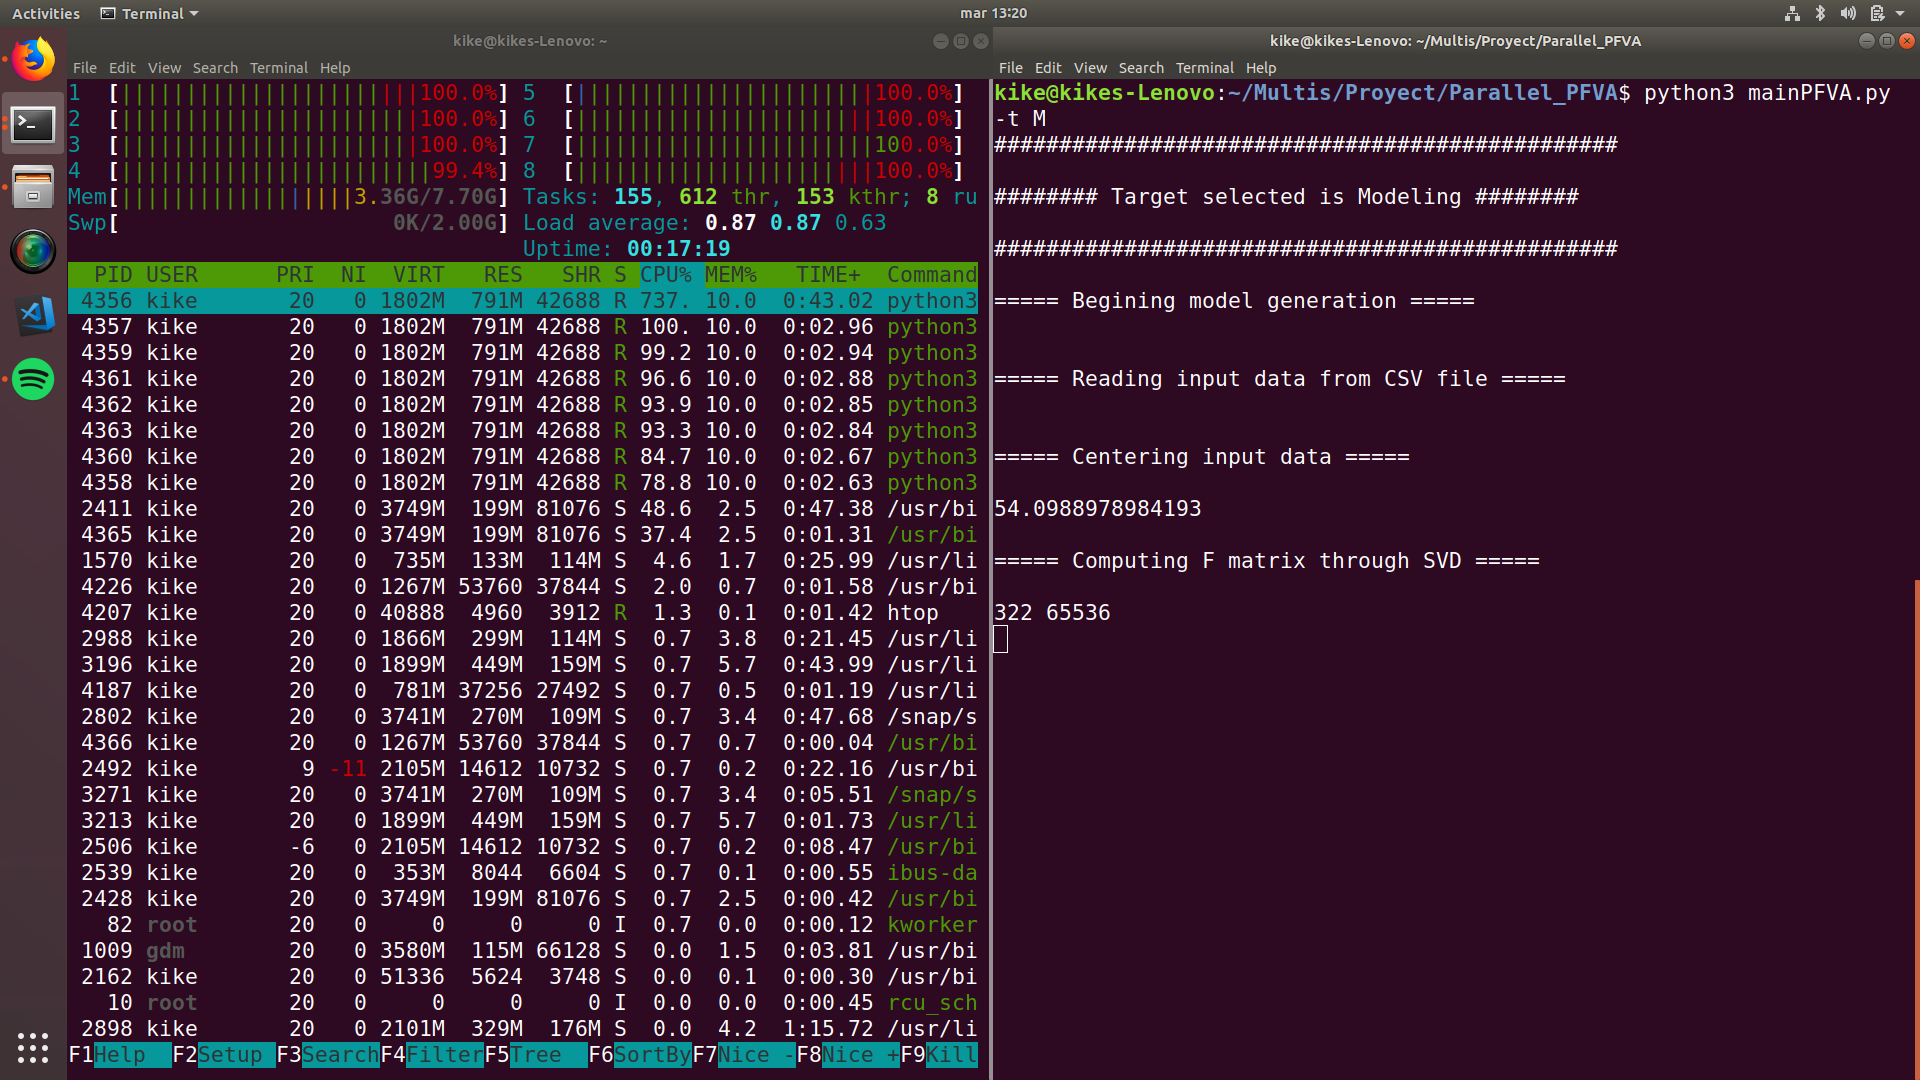 Activities Terminal mar 13:20
kike@kikes-Lenovo: ~
File Edit View Search Terminal Help
1 [|||||||||||||||||||||||100.0%] 5 [|||||||||||||||||||||||100.0%]
2 [|||||||||||||||||||||||100.0%] 6 [|||||||||||||||||||||||100.0%]
3 [|||||||||||||||||||||||100.0%] 7 [|||||||||||||||||||||||100.0%]
4 [||||||||||||||||||||||||99.4%] 8 [|||||||||||||||||||||||100.0%]
Mem[||||||||||||||||||3.36G/7.70G] Tasks: 155, 612 thr, 153 kthr; 8 ru
Swp[ 0K/2.00G] Load average: 0.87 0.87 0.63
Uptime: 00:17:19
PID USER PRI NI VIRT RES SHR S CPU% MEM% TIME+ Command
4356 kike 20 0 1802M 791M 42688 R 737. 10.0 0:43.02 python3
4357 kike 20 0 1802M 791M 42688 R 100. 10.0 0:02.96 python3
4359 kike 20 0 1802M 791M 42688 R 99.2 10.0 0:02.94 python3
4361 kike 20 0 1802M 791M 42688 R 96.6 10.0 0:02.88 python3
4362 kike 20 0 1802M 791M 42688 R 93.9 10.0 0:02.85 python3
4363 kike 20 0 1802M 791M 42688 R 93.3 10.0 0:02.84 python3
4360 kike 20 0 1802M 791M 42688 R 84.7 10.0 0:02.67 python3
4358 kike 20 0 1802M 791M 42688 R 78.8 10.0 0:02.63 python3
2411 kike 20 0 3749M 199M 81076 S 48.6 2.5 0:47.38 /usr/bi
4365 kike 20 0 3749M 199M 81076 S 37.4 2.5 0:01.31 /usr/bi
1570 kike 20 0 735M 133M 114M S 4.6 1.7 0:25.99 /usr/li
4226 kike 20 0 1267M 53760 37844 S 2.0 0.7 0:01.58 /usr/bi
4207 kike 20 0 40888 4960 3912 R 1.3 0.1 0:01.42 htop
2988 kike 20 0 1866M 299M 114M S 0.7 3.8 0:21.45 /usr/li
3196 kike 20 0 1899M 449M 159M S 0.7 5.7 0:43.99 /usr/li
4187 kike 20 0 781M 37256 27492 S 0.7 0.5 0:01.19 /usr/li
2802 kike 20 0 3741M 270M 109M S 0.7 3.4 0:47.68 /snap/s
4366 kike 20 0 1267M 53760 37844 S 0.7 0.7 0:00.04 /usr/bi
2492 kike 9 -11 2105M 14612 10732 S 0.7 0.2 0:22.16 /usr/bi
3271 kike 20 0 3741M 270M 109M S 0.7 3.4 0:05.51 /snap/s
3213 kike 20 0 1899M 449M 159M S 0.7 5.7 0:01.73 /usr/li
2506 kike -6 0 2105M 14612 10732 S 0.7 0.2 0:08.47 /usr/bi
2539 kike 20 0 353M 8044 6604 S 0.7 0.1 0:00.55 ibus-da
2428 kike 20 0 3749M 199M 81076 S 0.7 2.5 0:00.42 /usr/bi
82 root 20 0 0 0 0 I 0.7 0.0 0:00.12 kworker
1009 gdm 20 0 3580M 115M 66128 S 0.0 1.5 0:03.81 /usr/bi
2162 kike 20 0 51336 5624 3748 S 0.0 0.1 0:00.30 /usr/bi
10 root 20 0 0 0 0 I 0.0 0.0 0:00.45 rcu_sch
2898 kike 20 0 2101M 329M 176M S 0.0 4.2 1:15.72 /usr/li
F1Help F2Setup F3SearchF4FilterF5Tree F6SortByF7Nice -F8Nice +F9Kill
kike@kikes-Lenovo: ~/Multis/Proyect/Parallel_PFVA
File Edit View Search Terminal Help
kike@kikes-Lenovo:~/Multis/Proyect/Parallel_PFVA$ python3 mainPFVA.py
-t M
################################################
######## Target selected is Modeling ########
################################################
===== Begining model generation =====
===== Reading input data from CSV file =====
===== Centering input data =====
54.0988978984193
===== Computing F matrix through SVD =====
322 65536